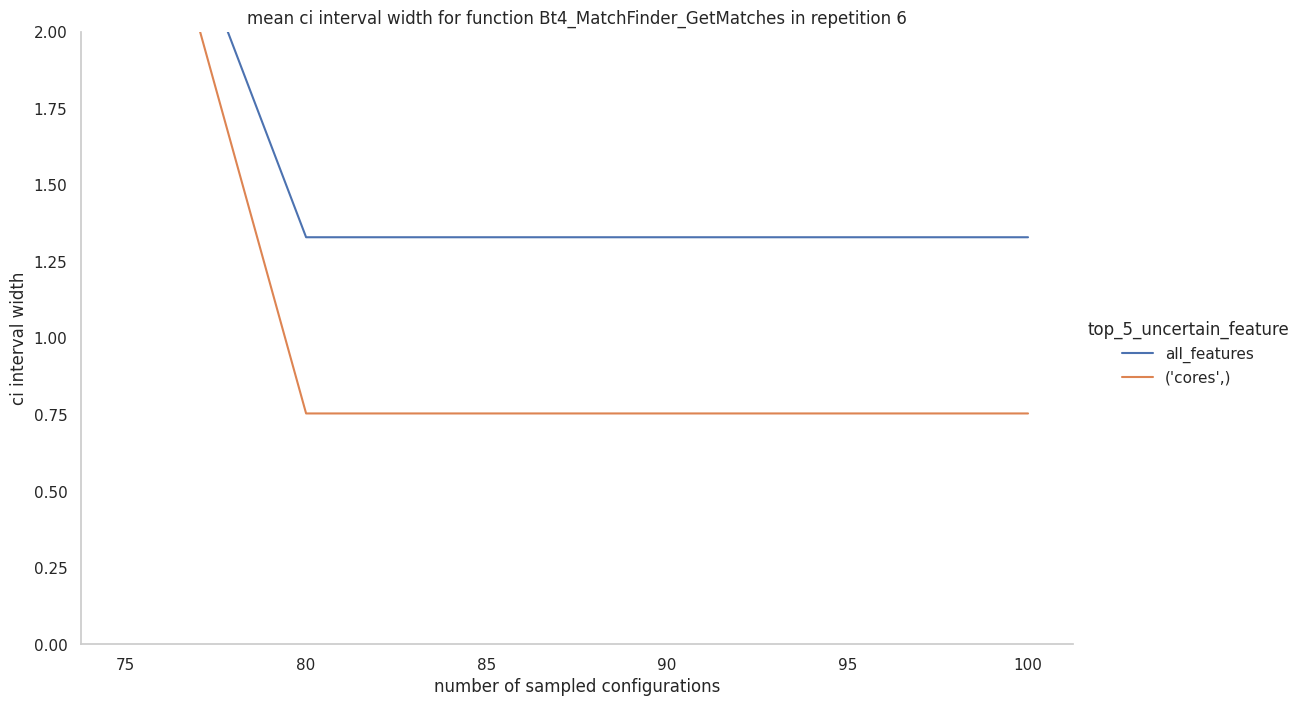 mean ci interval width for function Bt4_MatchFinder_GetMatches in repetition 6
2.00
1.75
1.50
1.25
1.00
0.75
0.50
0.25
0.00
ci interval width
75
80
85
90
95
100
number of sampled configurations
top_5_uncertain_feature
all_features
('cores',)